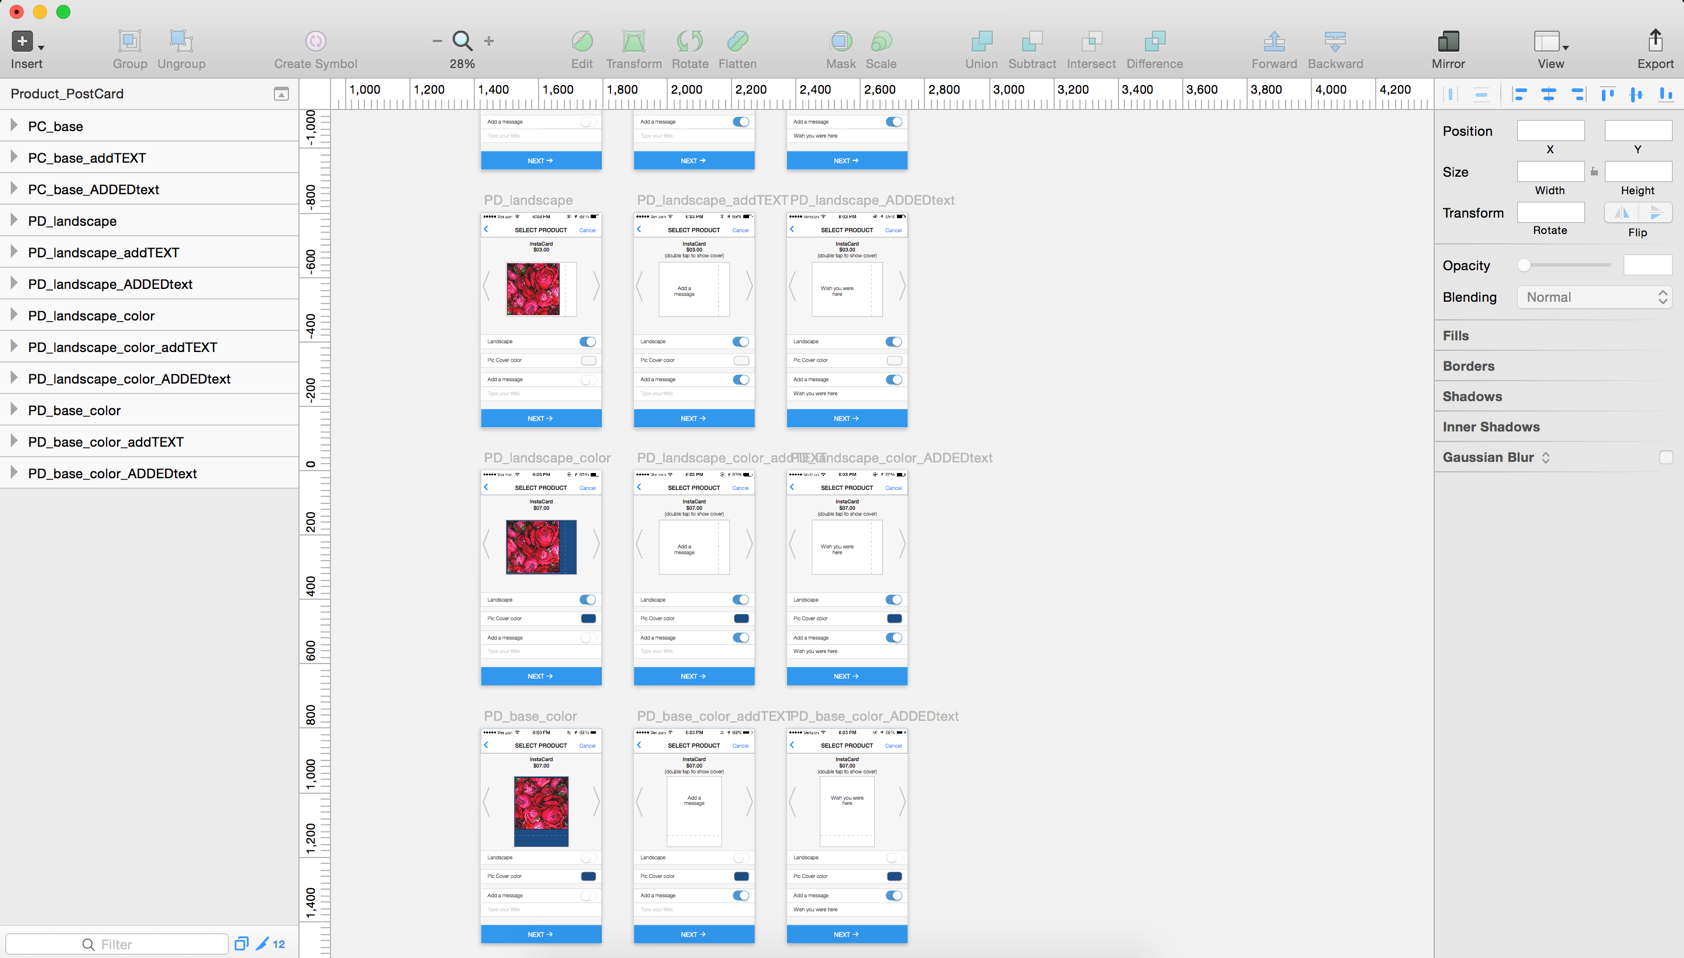 Insert
Group
Ungroup
Create Symbol
28%
Edit
Transform
Rotate
Flatten
Mask
Scale
Union
Subtract
Intersect
Difference
Forward
Backward
Mirror
View
Export
Product_PostCard
PC_base
PC_base_addTEXT
PC_base_ADDEDtext
PD_landscape
PD_landscape_addTEXT
PD_landscape_ADDEDtext
PD_landscape_color
PD_landscape_color_addTEXT
PD_landscape_color_ADDEDtext
PD_base_color
PD_base_color_addTEXT
PD_base_color_ADDEDtext
Filter
12
1,000 1,200 1,400 1,600 1,800 2,000 2,200 2,400 2,600 2,800 3,000 3,200 3,400 3,600 3,800 4,000 4,200
-1,000
-800
-600
-400
-200
0
200
400
600
800
1,000
1,200
1,400
Add a message
Type your title
NEXT →
Add a message
Type your title
NEXT →
Add a message
Wish you were here
NEXT →
PD_landscape
SELECT PRODUCT
Cancel
InstaCard
$03.00
Landscape
Pic Cover color
Add a message
Type your title
NEXT →
PD_landscape_addTEXT
SELECT PRODUCT
Cancel
InstaCard
$03.00
(double tap to show cover)
Add a
message
Landscape
Pic Cover color
Add a message
Type your title
NEXT →
PD_landscape_ADDEDtext
SELECT PRODUCT
Cancel
InstaCard
$03.00
(double tap to show cover)
Wish you were
here
Landscape
Pic Cover color
Add a message
Wish you were here
NEXT →
PD_landscape_color
SELECT PRODUCT
Cancel
InstaCard
$07.00
Landscape
Pic Cover color
Add a message
Type your title
NEXT →
PD_landscape_color_addTEXT
SELECT PRODUCT
Cancel
InstaCard
$07.00
(double tap to show cover)
Add a
message
Landscape
Pic Cover color
Add a message
Type your title
NEXT →
PD_landscape_color_ADDEDtext
SELECT PRODUCT
Cancel
InstaCard
$07.00
(double tap to show cover)
Wish you were
here
Landscape
Pic Cover color
Add a message
Wish you were here
NEXT →
PD_base_color
6:03 PM
SELECT PRODUCT
Cancel
InstaCard
$07.00
Landscape
Pic Cover color
Add a message
Type your title
NEXT →
PD_base_color_addTEXT
6:03 PM
SELECT PRODUCT
Cancel
InstaCard
$07.00
(double tap to show cover)
Add a
message
Landscape
Pic Cover color
Add a message
Type your title
NEXT →
PD_base_color_ADDEDtext
6:03 PM
SELECT PRODUCT
Cancel
InstaCard
$07.00
(double tap to show cover)
Wish you were
here
Landscape
Pic Cover color
Add a message
Wish you were here
NEXT →
Position
X
Y
Size
Width
Height
Transform
Rotate
Flip
Opacity
Blending
Normal
Fills
Borders
Shadows
Inner Shadows
Gaussian Blur